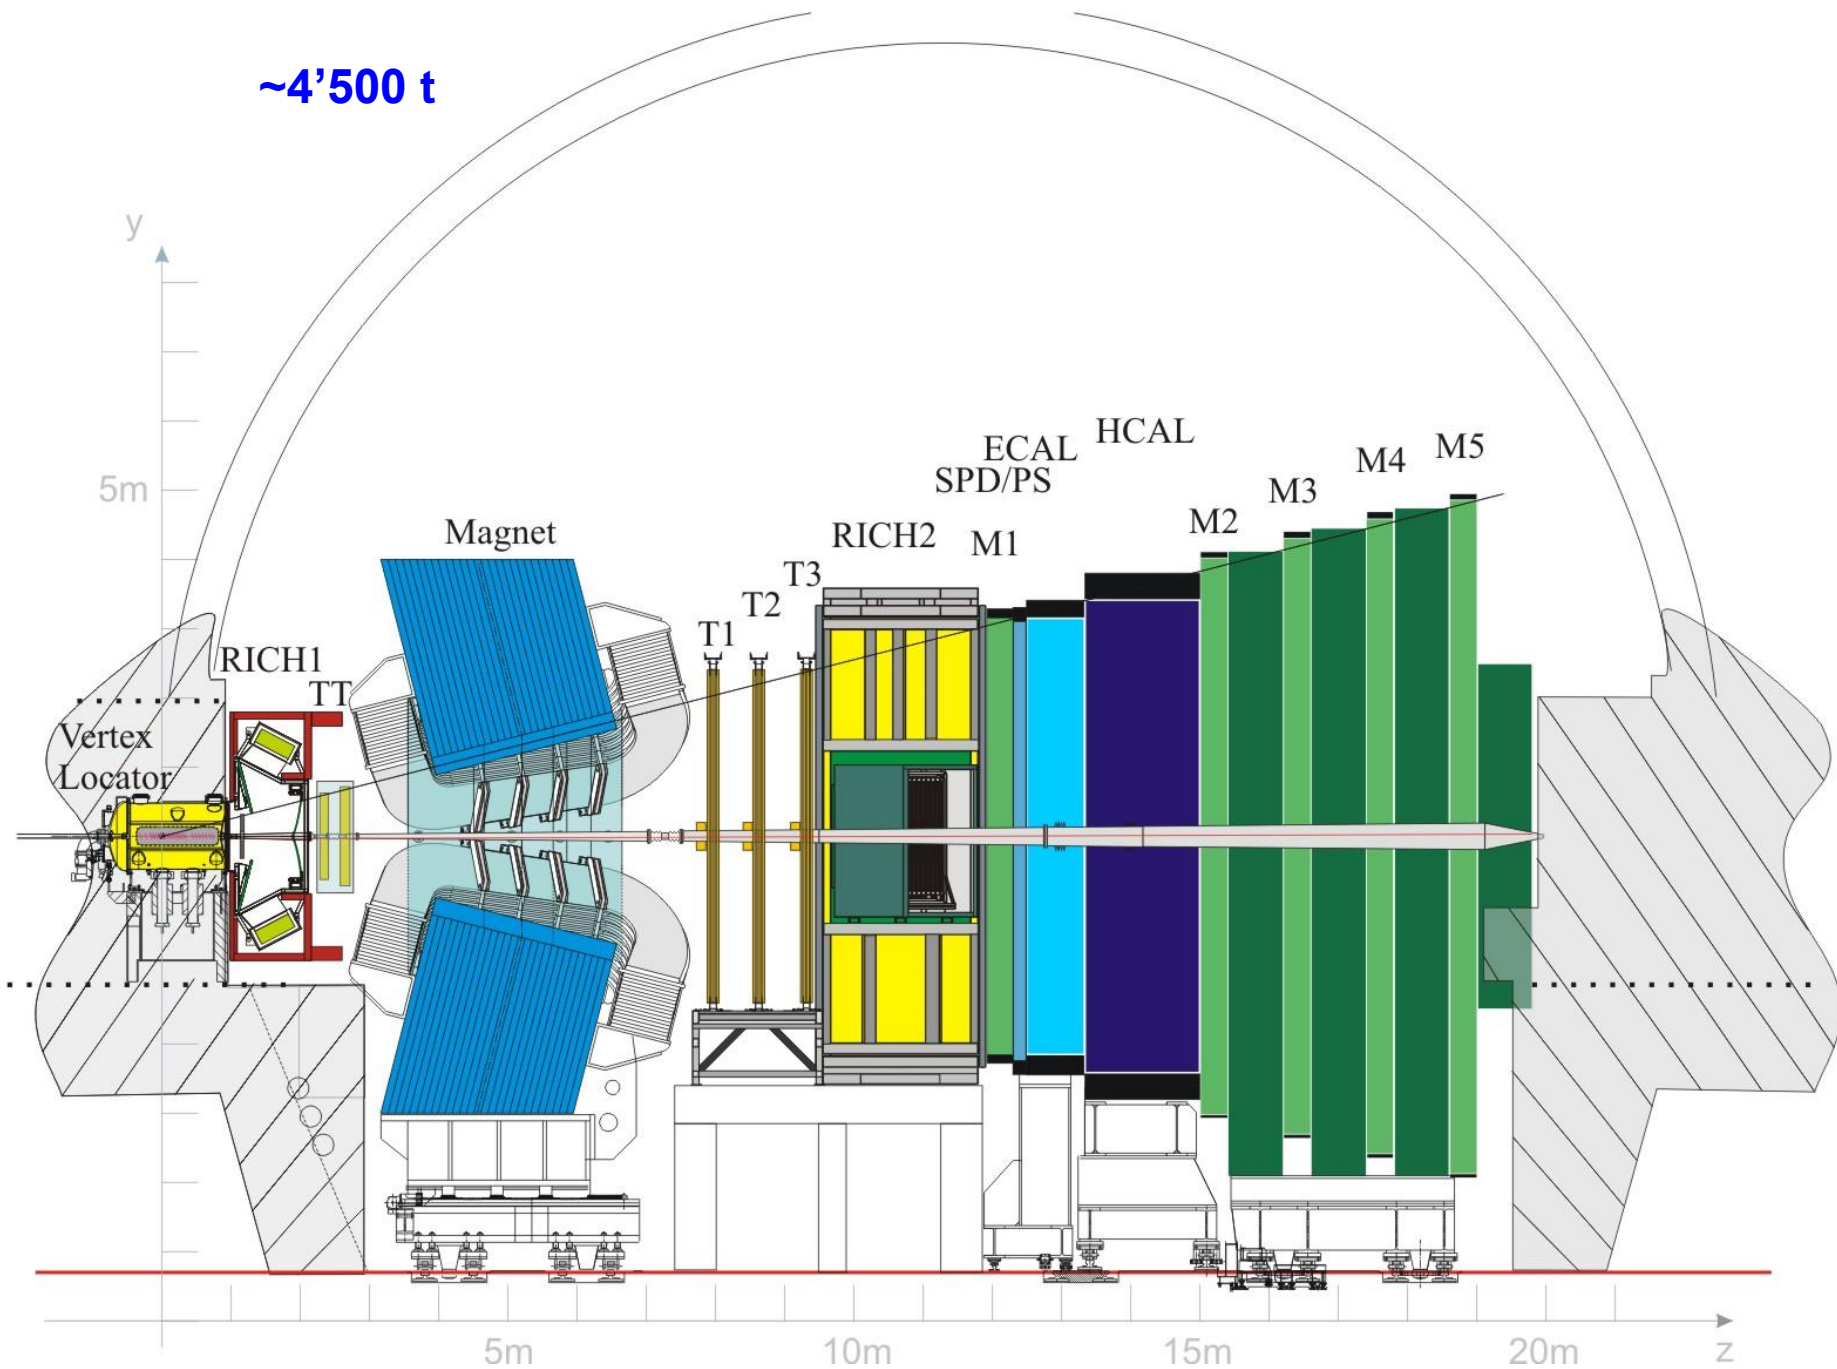 ~4’500 t
y
HCAL
ECAL
M5
M4
SPD/PS
5m
M3
M2
Magnet
RICH2
M1
T3
T2
T1
RICH1
TT
Vertex
Locator
5m
10m
15m
20m
z